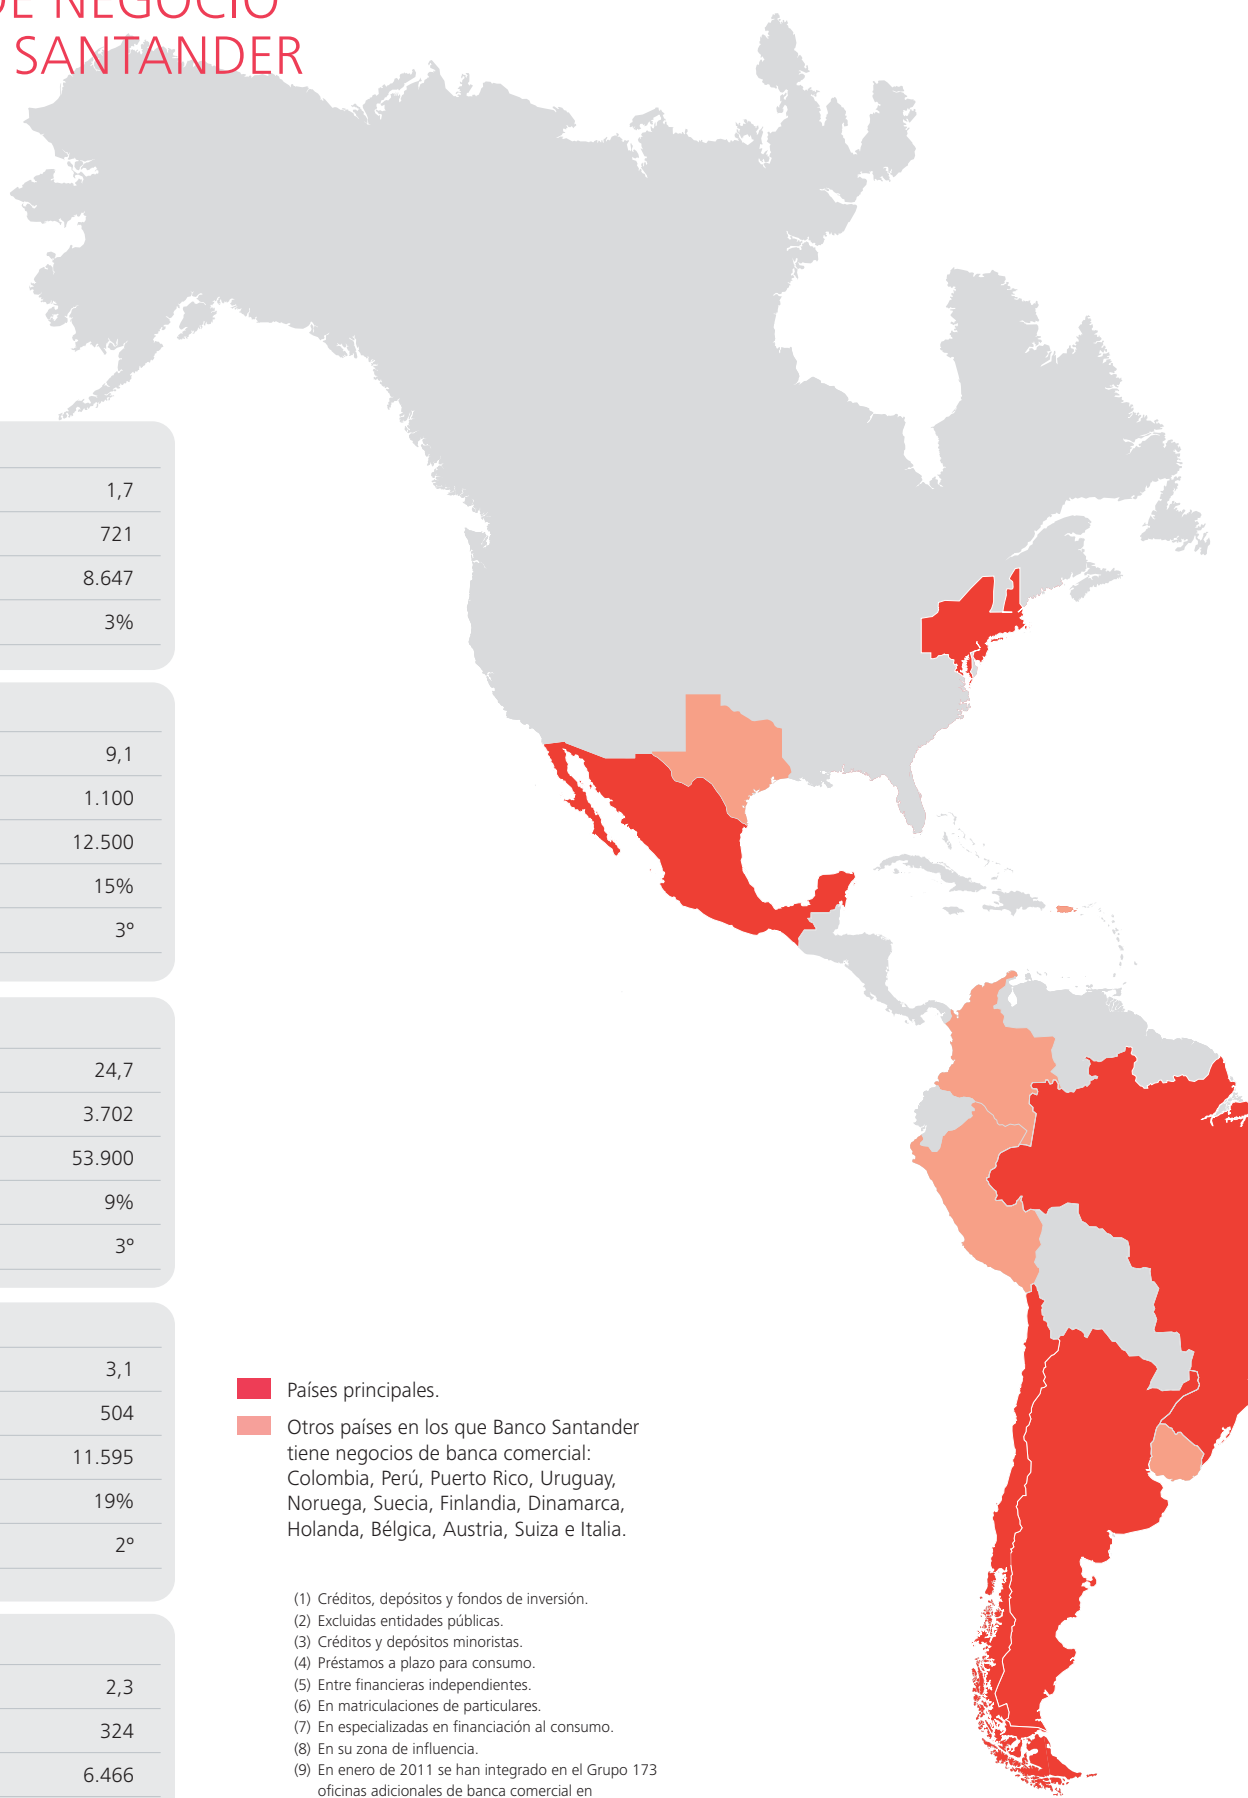 DE NEGOCIO
SANTANDER
1,7
721
8.647
3%
9,1
1.100
12.500
15%
3º
24,7
3.702
53.900
9%
3º
3,1
504
11.595
19%
2º
2,3
324
6.466
Países principales.
Otros países en los que Banco Santander
tiene negocios de banca comercial:
Colombia, Perú, Puerto Rico, Uruguay,
Noruega, Suecia, Finlandia, Dinamarca,
Holanda, Bélgica, Austria, Suiza e Italia.
(1) Créditos, depósitos y fondos de inversión.
(2) Excluidas entidades públicas.
(3) Créditos y depósitos minoristas.
(4) Préstamos a plazo para consumo.
(5) Entre financieras independientes.
(6) En matriculaciones de particulares.
(7) En especializadas en financiación al consumo.
(8) En su zona de influencia.
(9) En enero de 2011 se han integrado en el Grupo 173
oficinas adicionales de banca comercial en